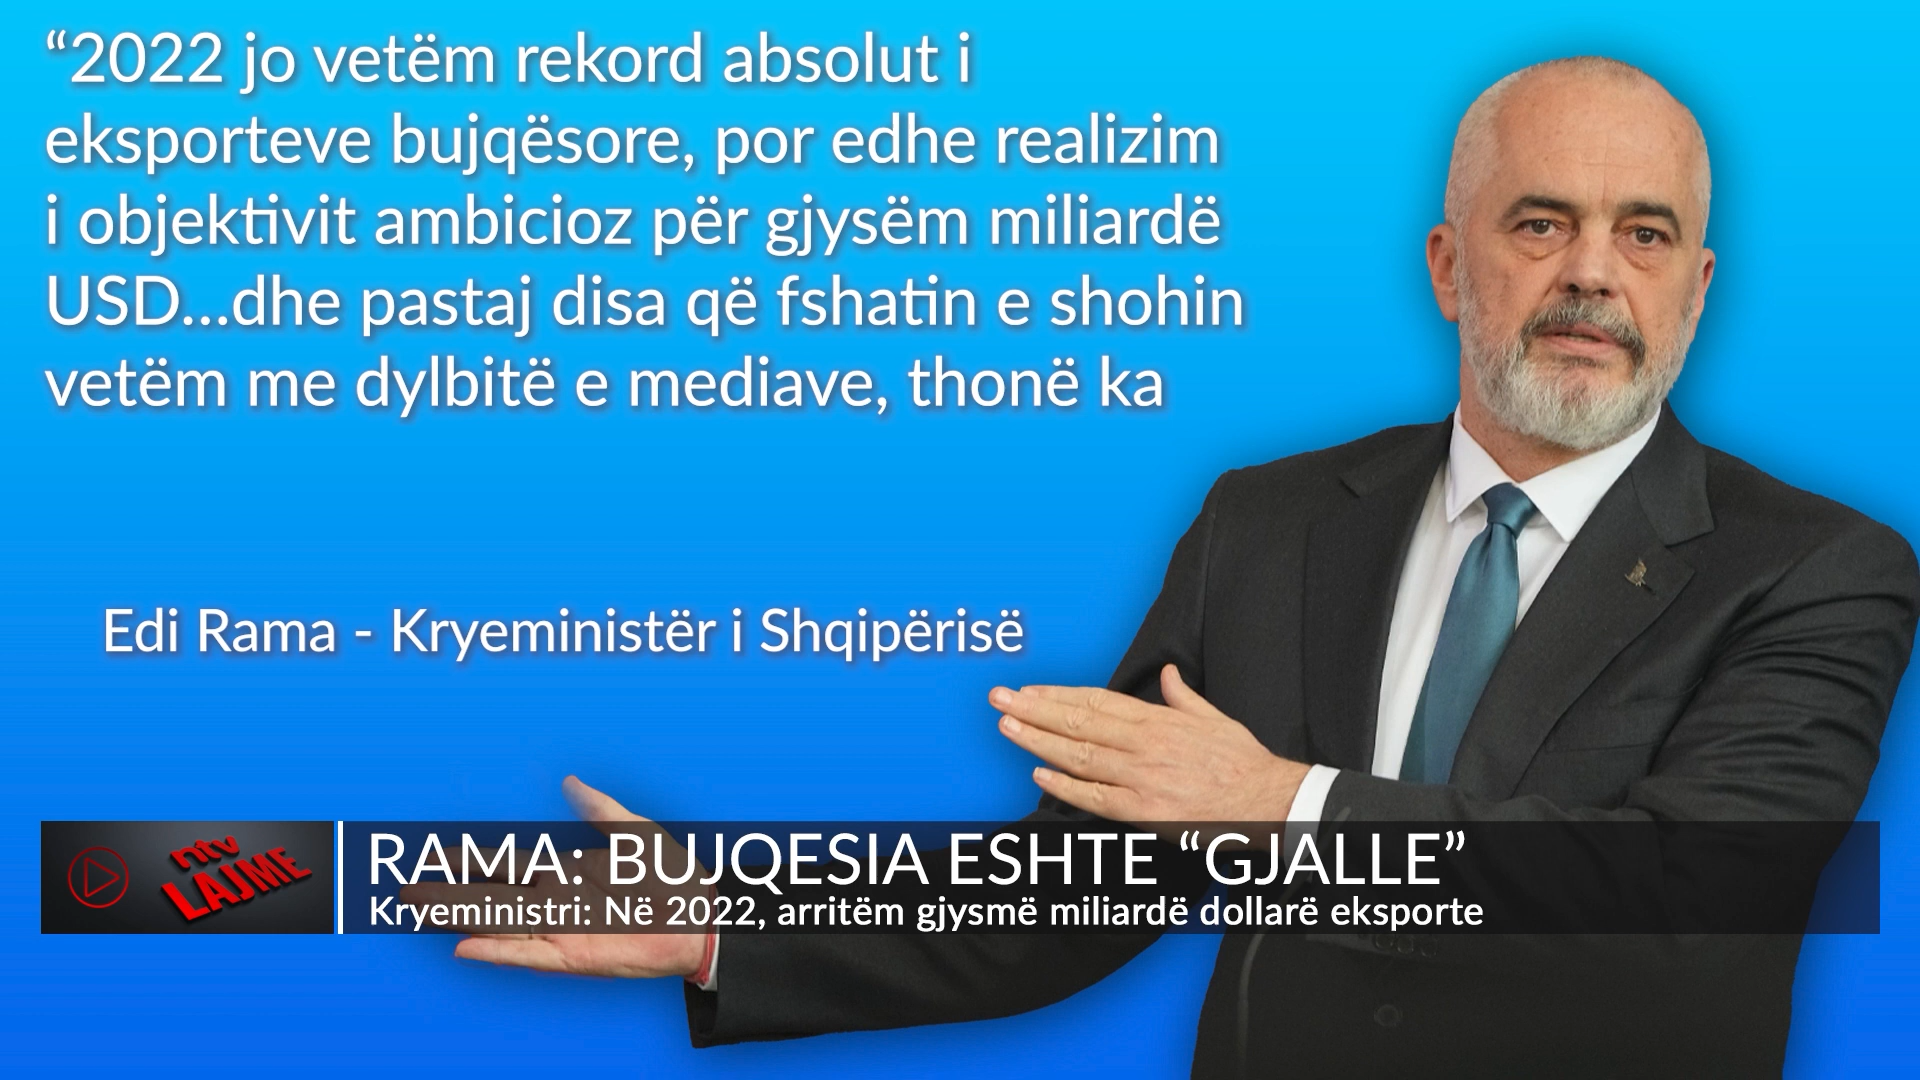 “2022 jo vetëm rekord absolut i
eksporteve bujqësore, por edhe realizim
i objektivit ambicioz për gjysëm miliardë
USD...dhe pastaj disa që fshatin e shohin
vetëm me dylbitë e mediave, thonë ka
Edi Rama - Kryeministër i Shqipërisë
ntv
LAJME
RAMA: BUJQESIA ESHTE “GJALLE”
Kryeministri: Në 2022, arritëm gjysmë miliardë dollarë eksporte